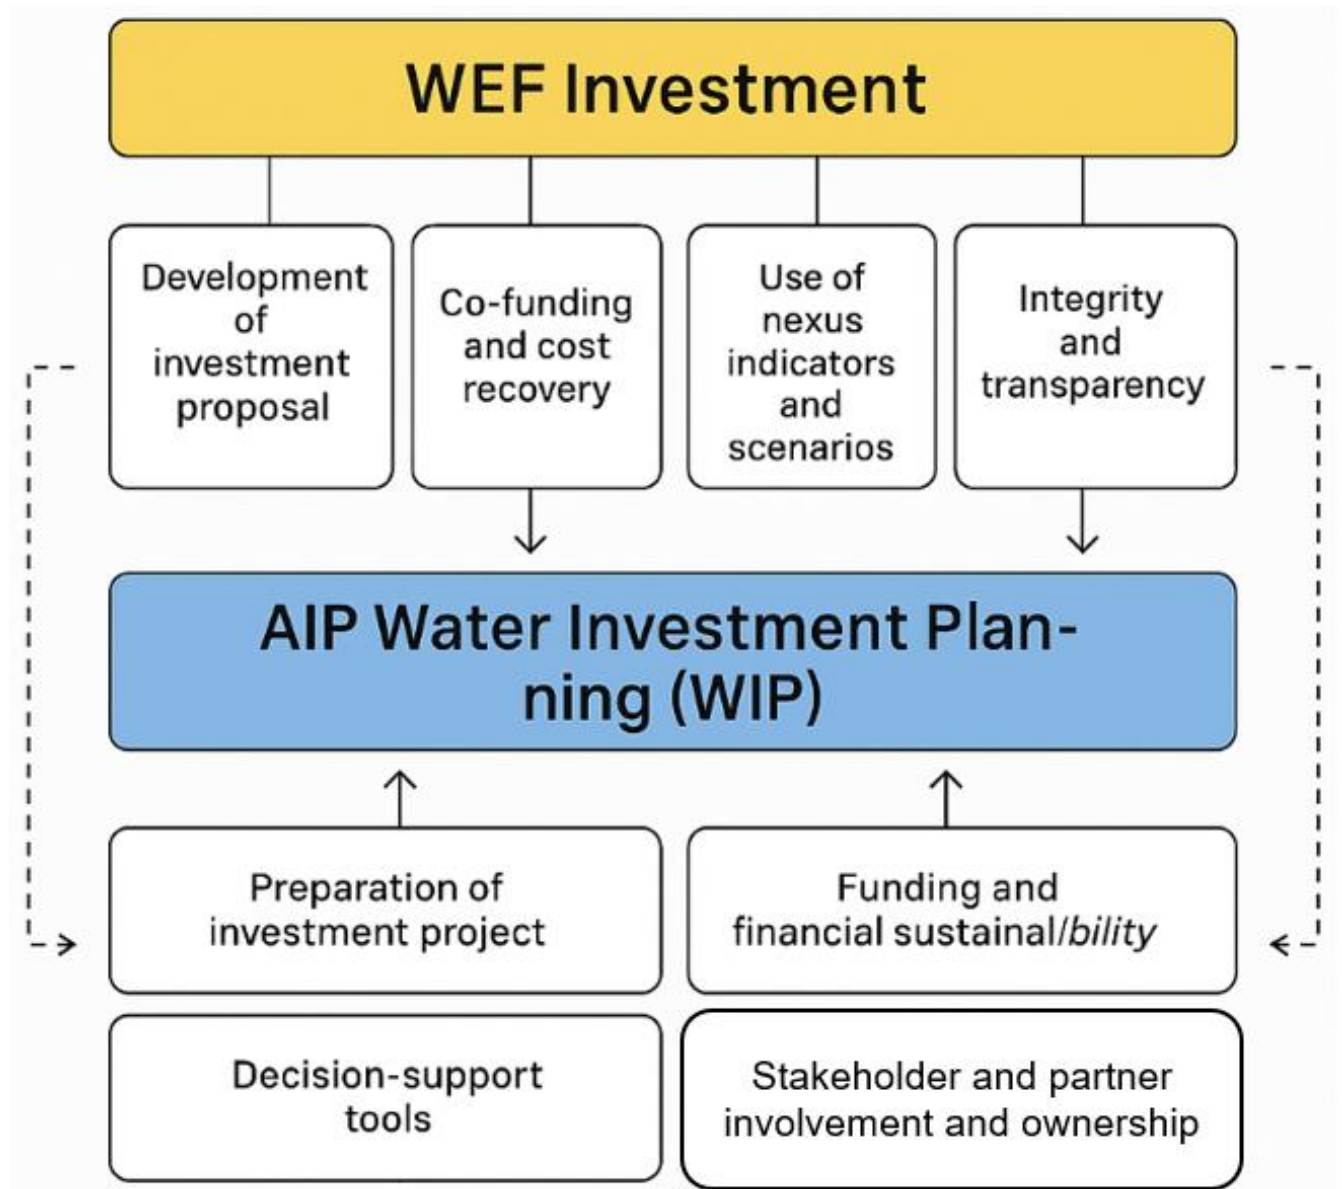 WEF Investment
Development
of
investment
proposal
Co-funding
and cost
recovery
Use of
nexus
indicators
and
scenarios
Integrity
and
transparency
AIP Water Investment Plan-
ning (WIP)
Preparation of
investment project
Funding and
financial sustainal/bility
Decision-support
tools
Stakeholder and partner
involvement and ownership